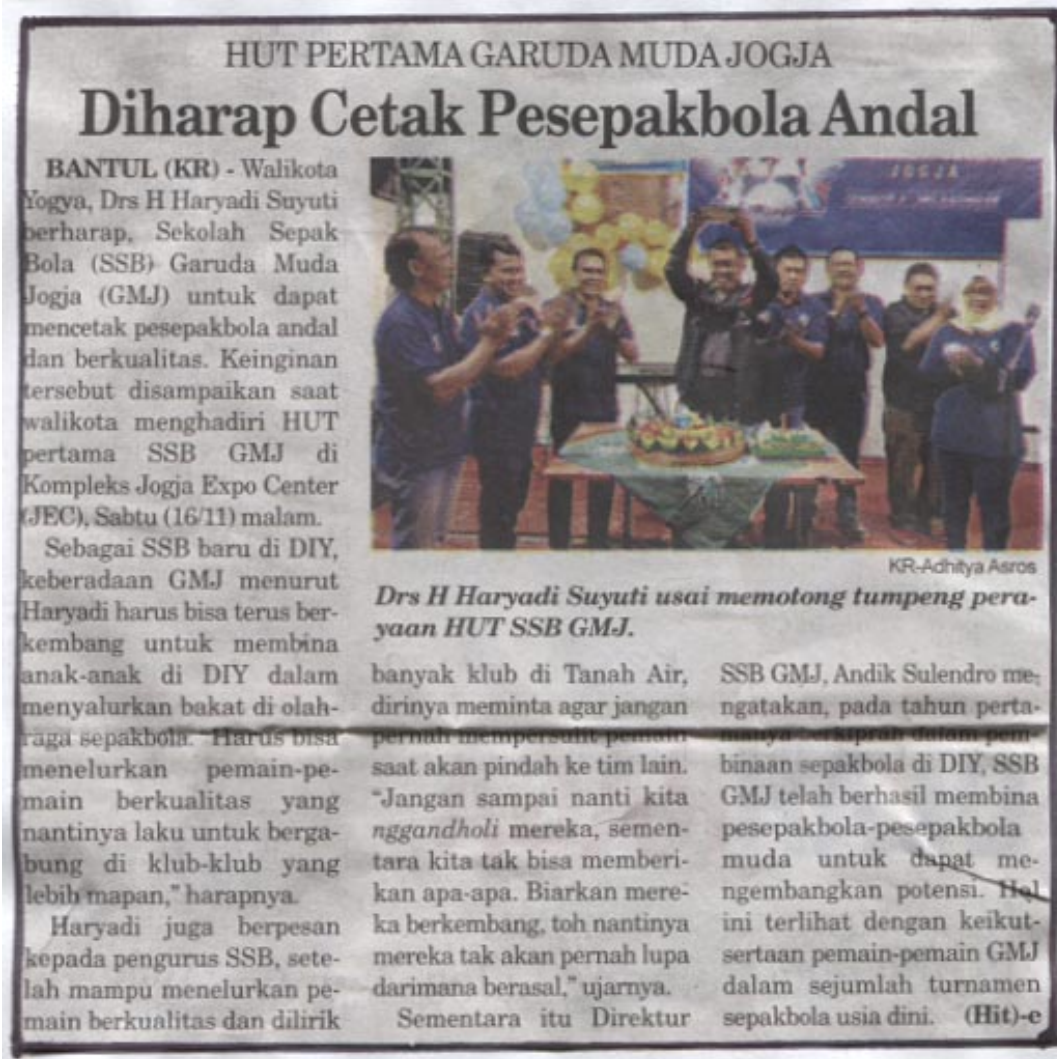 HUT PERTAMA GARUDA MUDA JOGJA
Diharap Cetak Pesepakbola Andal
BANTUL (KR) - Walikota
Yogya, Drs H Haryadi Suyuti
berharap, Sekolah Sepak
Bola (SSB) Garuda Muda
Jogja (GMJ) untuk dapat
mencetak pesepakbola andal
dan berkualitas. Keinginan
tersebut disampaikan saat
walikota menghadiri HUT
pertama SSB GMJ di
Kompleks Jogja Expo Center
(JEC), Sabtu (16/11) malam.
Sebagai SSB baru di DIY,
keberadaan GMJ menurut
Haryadi harus bisa terus ber-
kembang untuk membina
anak-anak di DIY dalam
menyalurkan bakat di olah-
raga sepakbola. "Harus bisa
menelurkan pemain-pe-
main berkualitas yang
nantinya laku untuk berga-
bung di klub-klub yang
lebih mapan," harapnya.
Haryadi juga berpesan
kepada pengurus SSB, sete-
lah mampu menelurkan pe-
main berkualitas dan dilirik
JOGJA
KR-Adhitya Asros
Drs H Haryadi Suyuti usai memotong tumpeng pera-
yaan HUT SSB GMJ.
banyak klub di Tanah Air,
dirinya meminta agar jangan
pernah mempersulit pemain
saat akan pindah ke tim lain.
"Jangan sampai nanti kita
nggandholi mereka, semen-
tara kita tak bisa memberi-
kan apa-apa. Biarkan mere-
ka berkembang, toh nantinya
mereka tak akan pernah lupa
darimana berasal," ujarnya.
Sementara itu Direktur
SSB GMJ, Andik Sulendro me-
ngatakan, pada tahun perta-
manya berkiprah dalam pem-
binaan sepakbola di DIY, SSB
GMJ telah berhasil membina
pesepakbola-pesepakbola
muda untuk dapat me-
ngembangkan potensi. Hal
ini terlihat dengan keikut-
sertaan pemain-pemain GMJ
dalam sejumlah turnamen
sepakbola usia dini. (Hit)-e